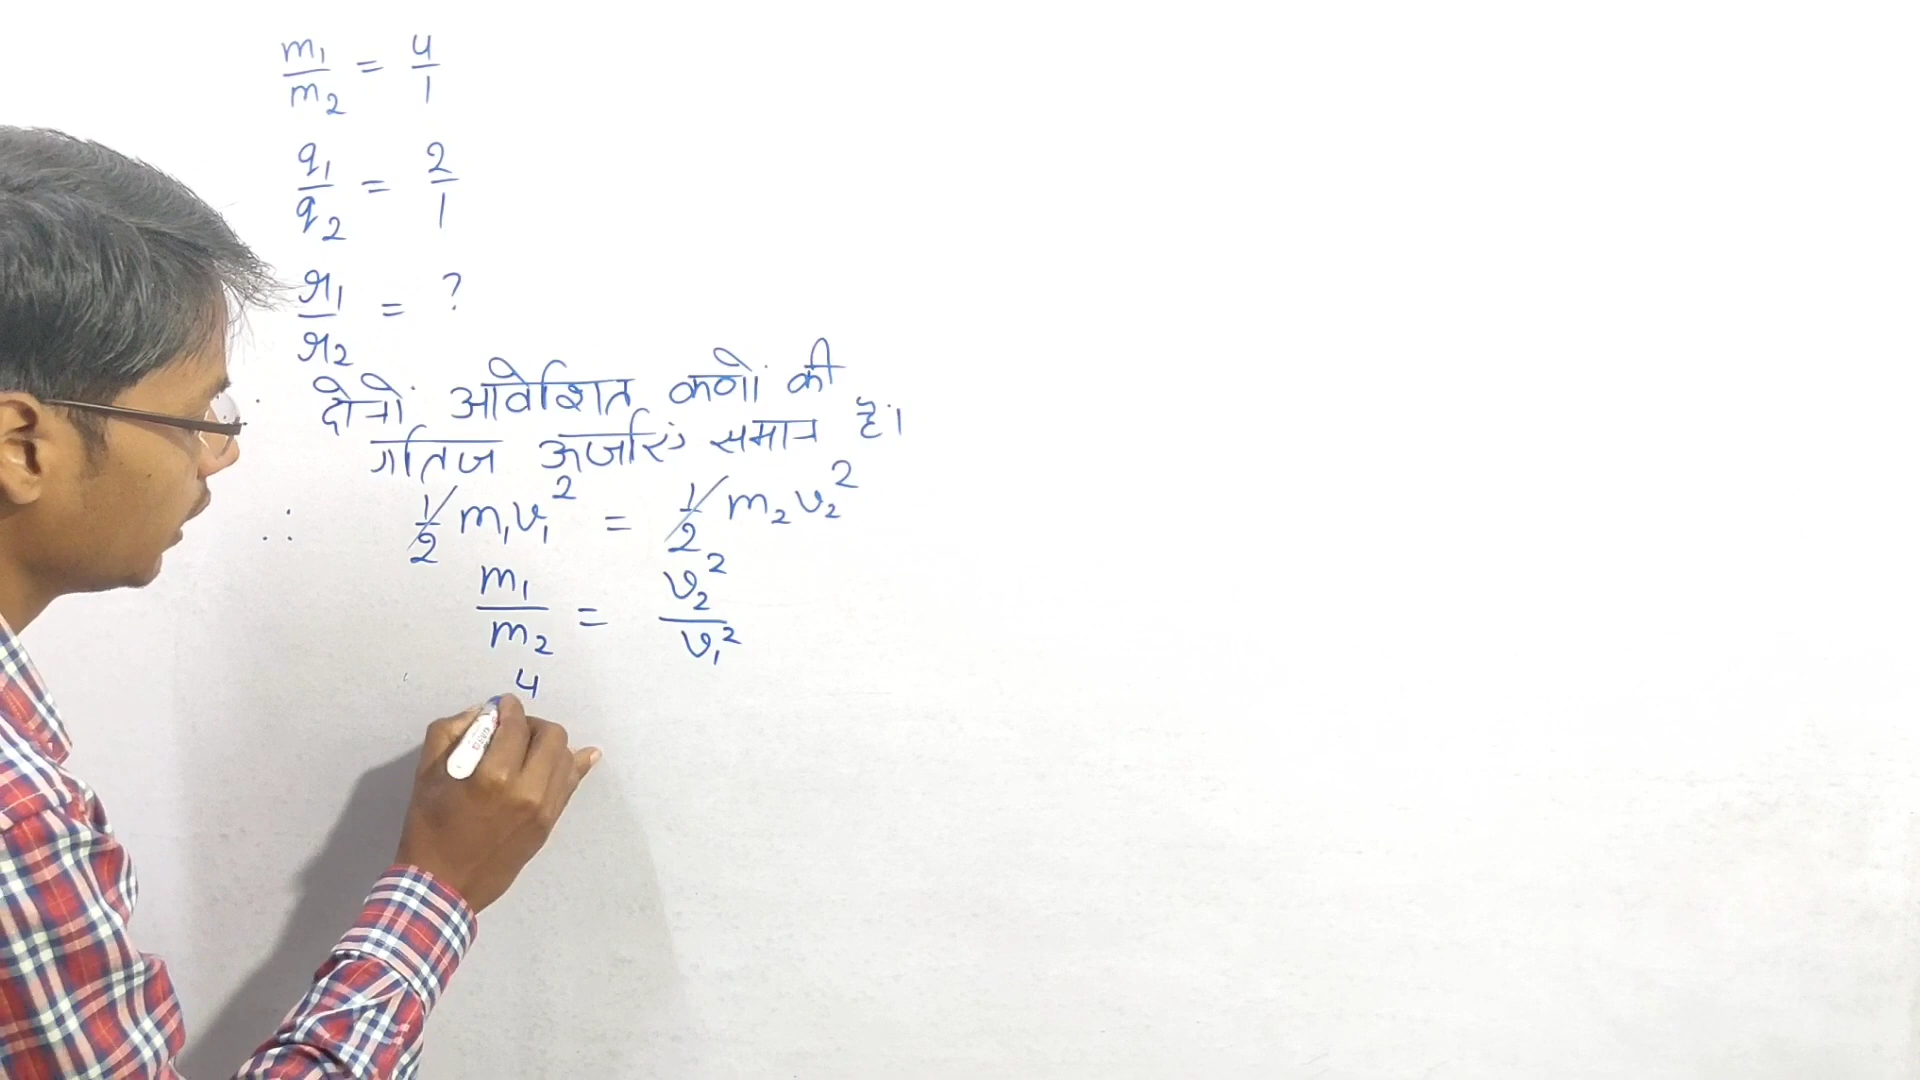 m₁/m₂ = 4/1
q₁/q₂ = 2/1
r₁/r₂ = ?
दोनों आवेशित कणों की
गतिज ऊर्जाएं समान है।
∴ 1/2 m₁v₁² = 1/2 m₂v₂²
m₁/m₂ = v₂²/v₁²
4